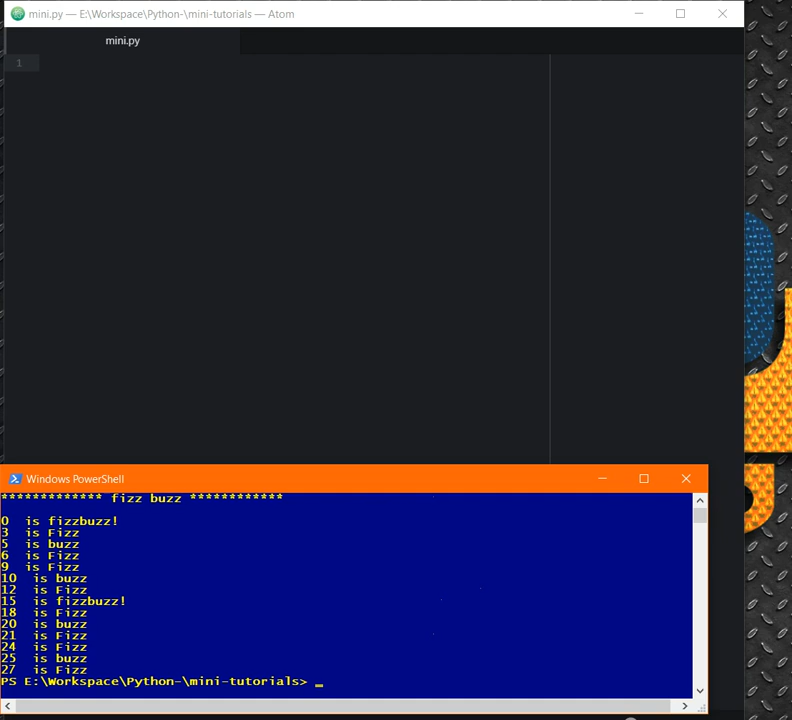 mini.py — E:\Workspace\Python-\mini-tutorials — Atom
mini.py
1
Windows PowerShell
************* fizz buzz ************
0  is fizzbuzz!
3  is Fizz
5  is buzz
6  is Fizz
9  is Fizz
10  is buzz
12  is Fizz
15  is fizzbuzz!
18  is Fizz
20  is buzz
21  is Fizz
24  is Fizz
25  is buzz
27  is Fizz
PS E:\Workspace\Python-\mini-tutorials> _